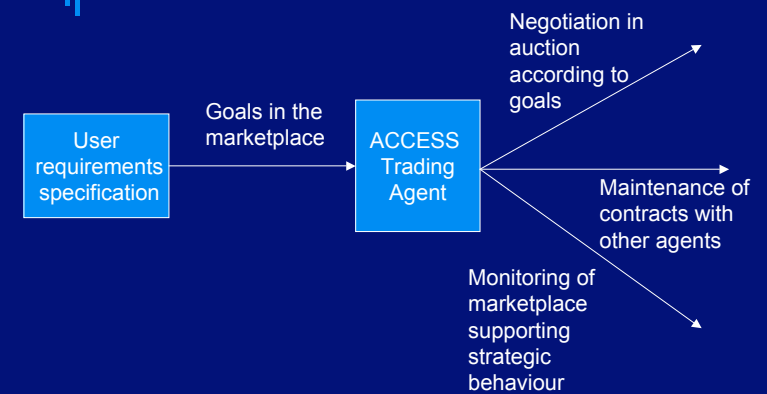 Negotiation in
auction
according to
goals
Goals in the
marketplace
User
requirements
specification
ACCESS
Trading
Agent
Maintenance of
contracts with
other agents
Monitoring of
marketplace
supporting
strategic
behaviour